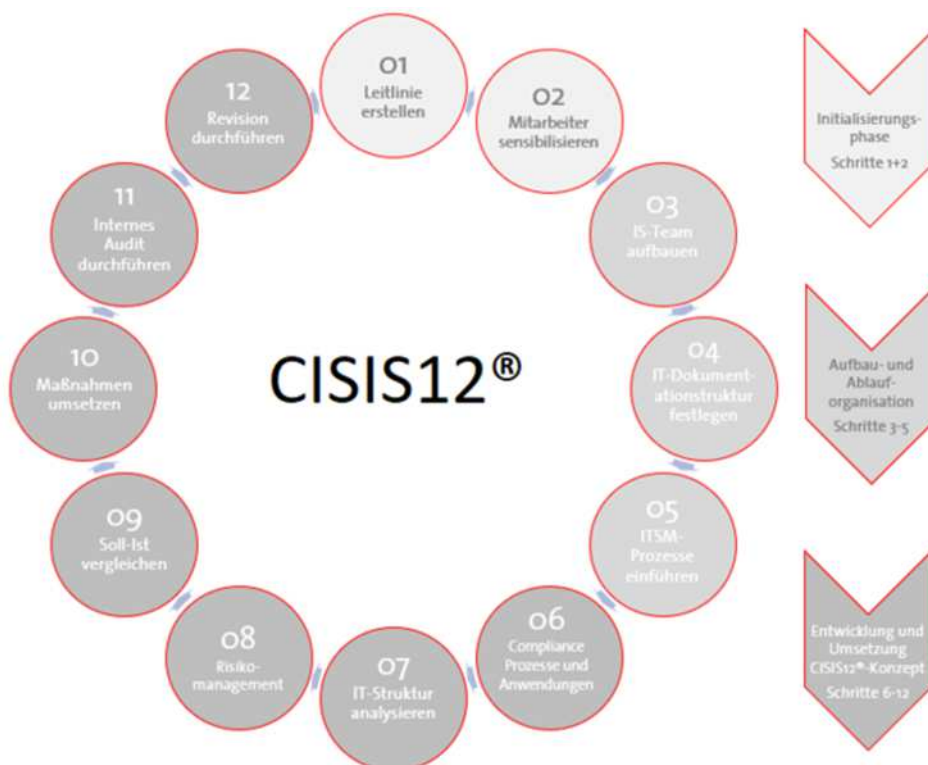 01
Leitlinie
erstellen
02
Mitarbeiter
sensibilisieren
03
IS-Team
aufbauen
04
IT-Dokument-
ationstruktur
festlegen
05
ITSM-
Prozesse
einführen
06
Compliance
Prozesse und
Anwendungen
07
IT-Struktur
analysieren
08
Risiko-
management
09
Soll-Ist
vergleichen
10
Maßnahmen
umsetzen
11
Internes
Audit
durchführen
12
Revision
durchführen
CISIS12®
Initialisierungs-
phase
Schritte 1+2
Aufbau- und
Ablauf-
organisation
Schritte 3-5
Entwicklung und
Umsetzung
CISIS12®-Konzept
Schritte 6-12